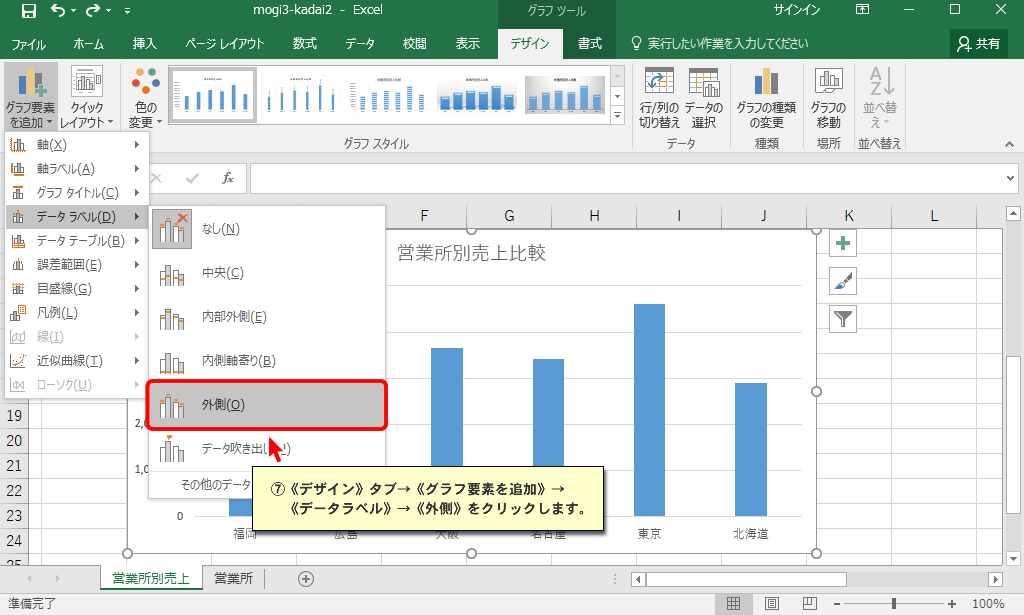 mogi3-kadai2 - Excel
グラフ ツール
サインイン
ファイル
ホーム
挿入
ページ レイアウト
数式
データ
校閲
表示
デザイン
書式
実行したい作業を入力してください
共有
グラフ要素
を追加
クイック
レイアウト
色の
変更
グラフ スタイル
行/列の
切り替え
データの
選択
データ
グラフの種類
の変更
種類
グラフの
移動
場所
並べ替
え
並べ替え
軸(X)
軸ラベル(A)
グラフ タイトル(C)
データ ラベル(D)
データ テーブル(B)
誤差範囲(E)
目盛線(G)
凡例(L)
線(I)
近似曲線(T)
ローソク(U)
fx
F
G
H
I
J
K
L
なし(N)
中央(C)
内部外側(E)
内側軸寄り(B)
外側(O)
データ吹き出し
その他のデータ
営業所別売上比較
2,0
1,0
0
福岡
広島
大阪
名古屋
東京
北海道
19
20
21
22
23
24
25
⑦《デザイン》タブ→《グラフ要素を追加》→
《データラベル》→《外側》をクリックします。
営業所別売上
営業所
準備完了
100%